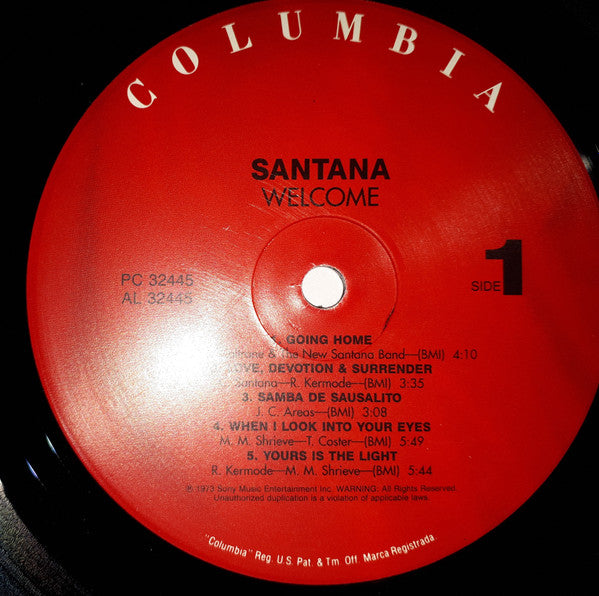 COLUMBIA
SANTANA
WELCOME
PC 32445
AL 32445
SIDE 1
1. GOING HOME
& The New Santana Band—(BMI) 4:10
LOVE, DEVOTION & SURRENDER
Santana—R. Kermode—(BMI) 3:35
3. SAMBA DE SAUSALITO
J. C. Areas—(BMI) 3:08
4. WHEN I LOOK INTO YOUR EYES
M. M. Shrieve—T. Coster—(BMI) 5:49
5. YOURS IS THE LIGHT
R. Kermode—M. M. Shrieve—(BMI) 5:44
℗ 1973 Sony Music Entertainment Inc. WARNING: All Rights Reserved.
Unauthorized duplication is a violation of applicable laws.
"Columbia" Reg. U.S. Pat. & Tm. Off. Marca Registrada.